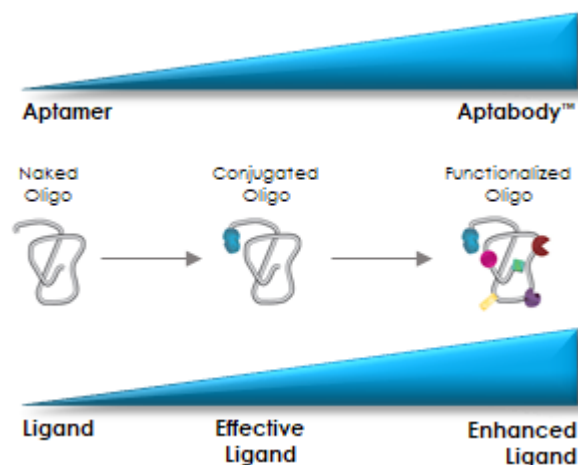 Aptamer Aptabody™
Naked Conjugated Functionalized
Oligo Oligo Oligo
Ligand Effective Enhanced
Ligand Ligand